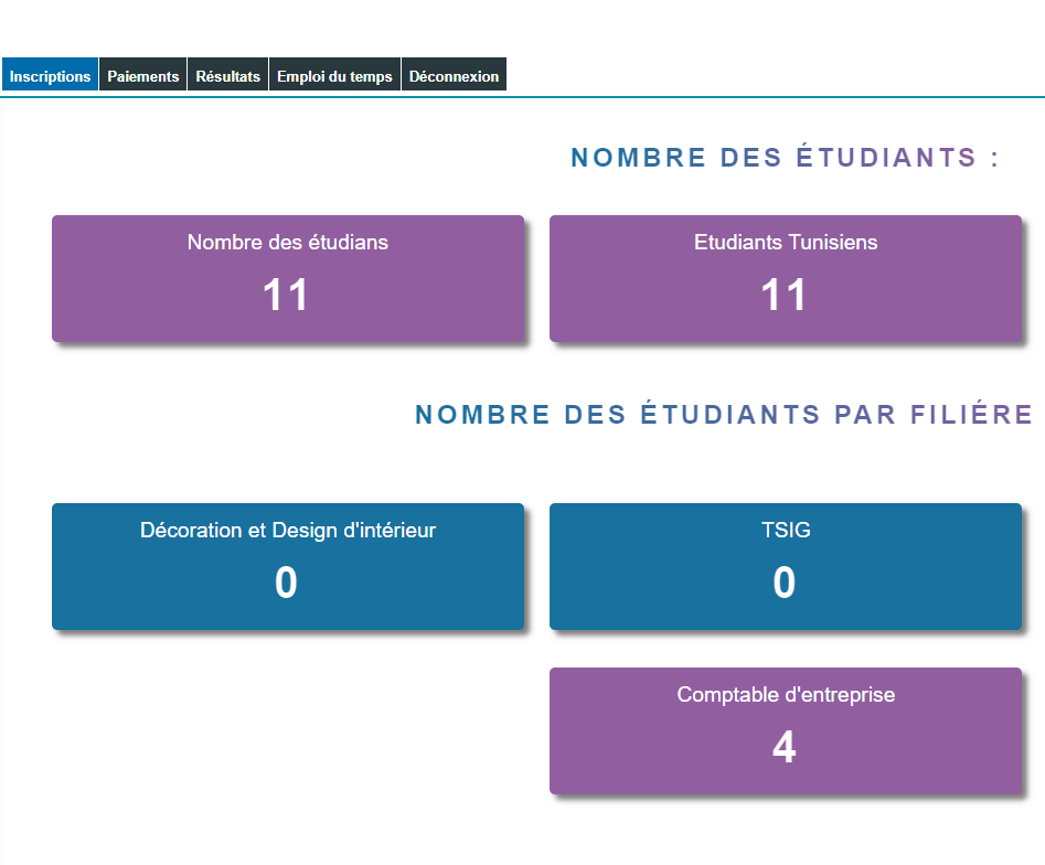 Inscriptions Paiements Résultats Emploi du temps Déconnexion
NOMBRE DES ÉTUDIANTS :
Nombre des étudians Etudiants Tunisiens
11 11
NOMBRE DES ÉTUDIANTS PAR FILIÉRE
Décoration et Design d'intérieur TSIG
0 0
Comptable d'entreprise
4